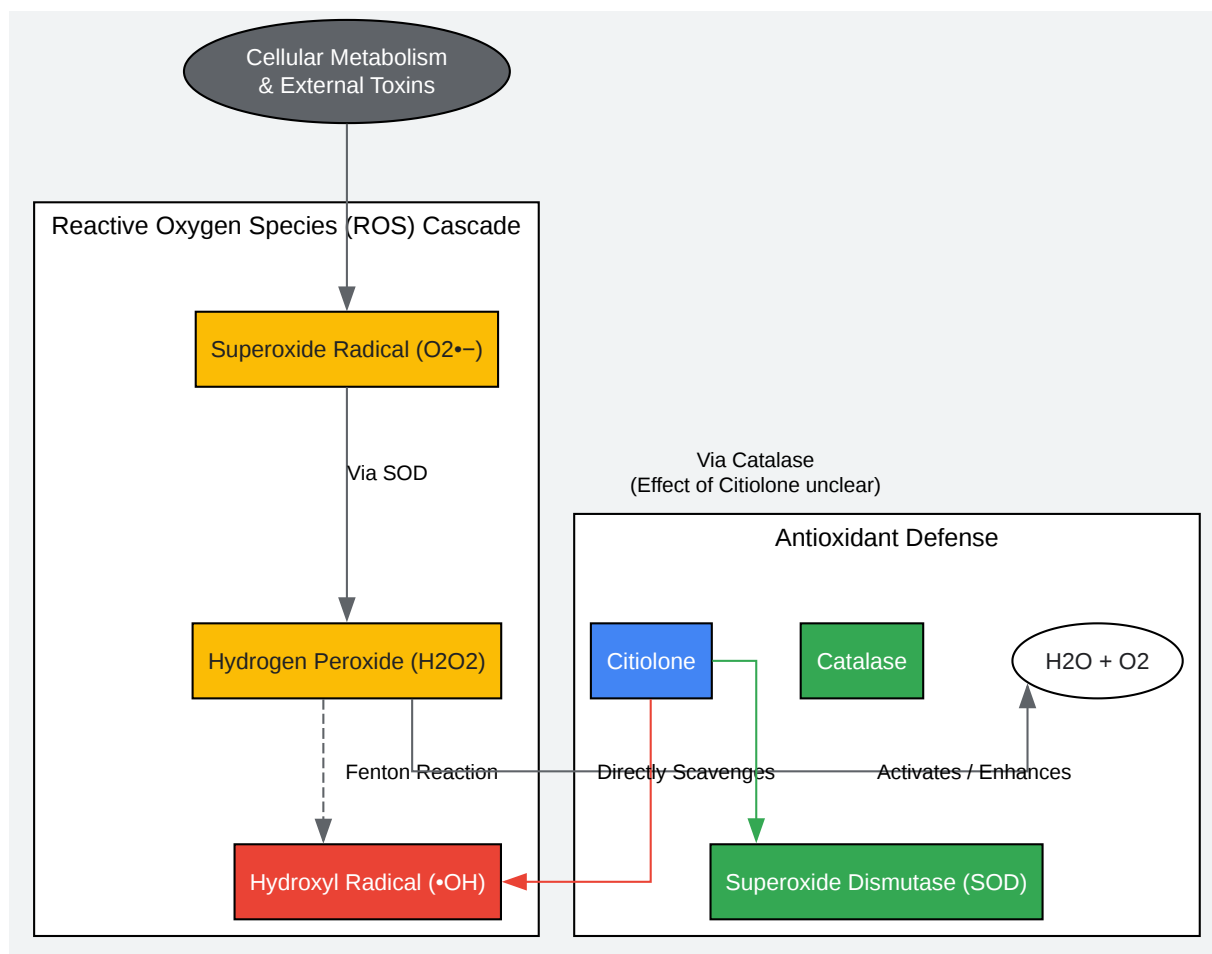 Cellular Metabolism
& External Toxins
Reactive Oxygen Species (ROS) Cascade
Superoxide Radical (O2•−)
Via SOD
Via Catalase
(Effect of Citiolone unclear)
Antioxidant Defense
Hydrogen Peroxide (H2O2)
Citiolone
Catalase
H2O + O2
Fenton Reaction
Directly Scavenges
Activates / Enhances
Hydroxyl Radical (•OH)
Superoxide Dismutase (SOD)